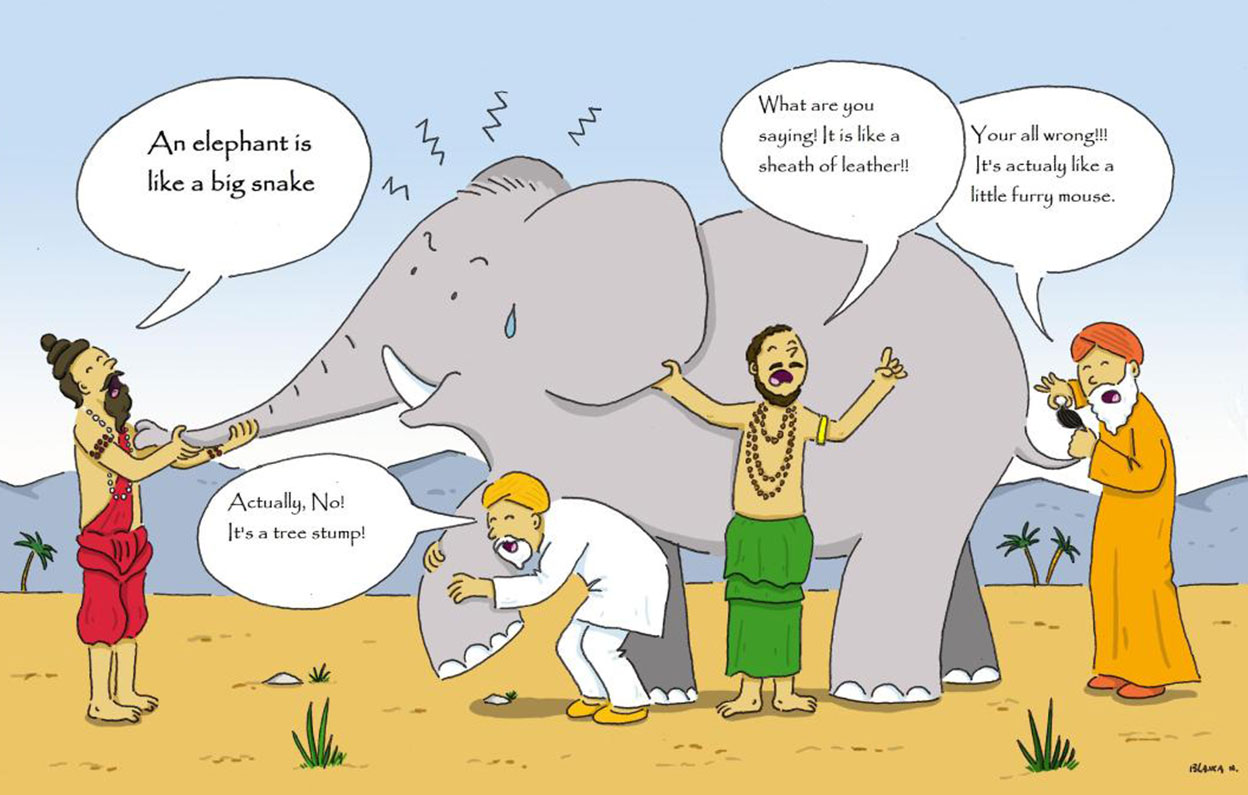 An elephant is
like a big snake
What are you
saying! It is like a
sheath of leather!!
Your all wrong!!!
It's actualy like a
little furry mouse.
Actually, No!
It's a tree stump!
BLANKA N.